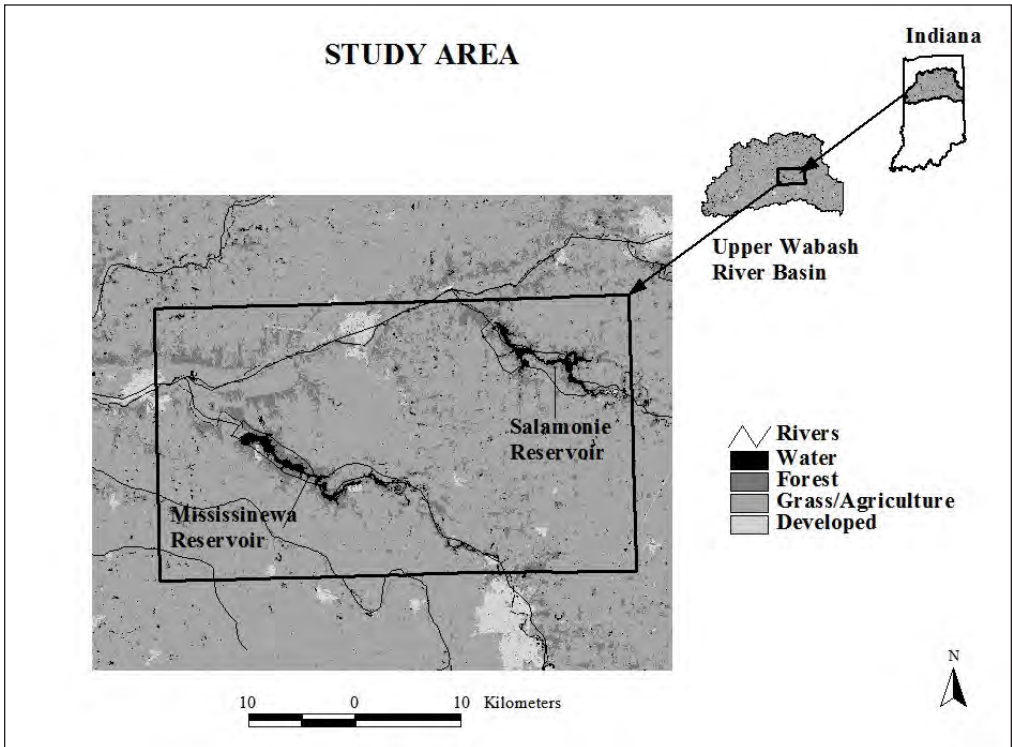 STUDY AREA
Indiana
Upper Wabash
River Basin
Salamonie
Reservoir
Mississinewa
Reservoir
Rivers
Water
Forest
Grass/Agriculture
Developed
10 0 10 Kilometers
N